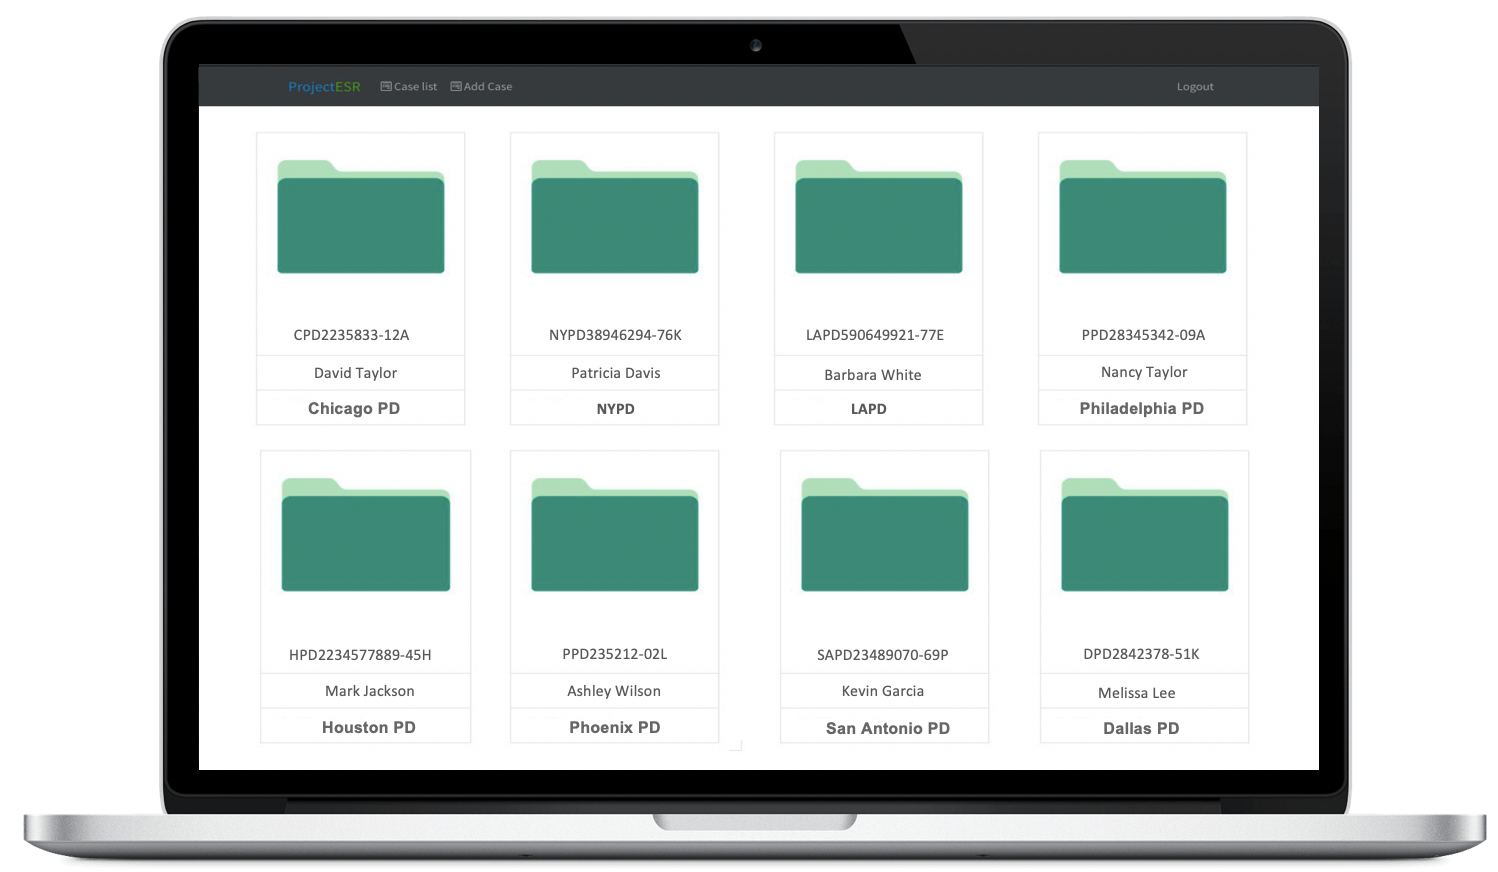 ProjectESR Case list Add Case Logout
CPD2235833-12A NYPD38946294-76K LAPD590649921-77E PPD28345342-09A
David Taylor Patricia Davis Barbara White Nancy Taylor
Chicago PD NYPD LAPD Philadelphia PD
HPD2234577889-45H PPD235212-02L SAPD23489070-69P DPD2842378-51K
Mark Jackson Ashley Wilson Kevin Garcia Melissa Lee
Houston PD Phoenix PD San Antonio PD Dallas PD